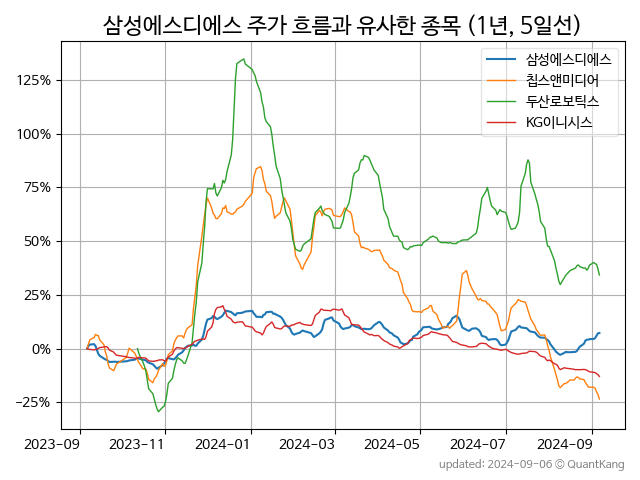 삼성에스디에스 주가 흐름과 유사한 종목 (1년, 5일선)
삼성에스디에스
칩스앤미디어
두산로보틱스
KG이니시스
125%
100%
75%
50%
25%
0%
−25%
2023-09
2023-11
2024-01
2024-03
2024-05
2024-07
2024-09
updated: 2024-09-06 © QuantKang